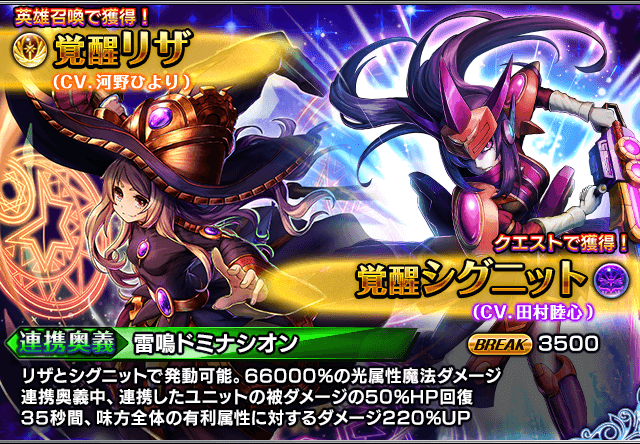 英雄召喚で獲得！
覚醒リザ
(CV.河野ひより)
クエストで獲得！
覚醒シグニット
(CV.田村睦心)
連携奥義 雷鳴ドミナシオン BREAK 3500
リザとシグニットで発動可能。66000%の光属性魔法ダメージ
連携奥義中、連携したユニットの被ダメージの50%HP回復
35秒間、味方全体の有利属性に対するダメージ220%UP